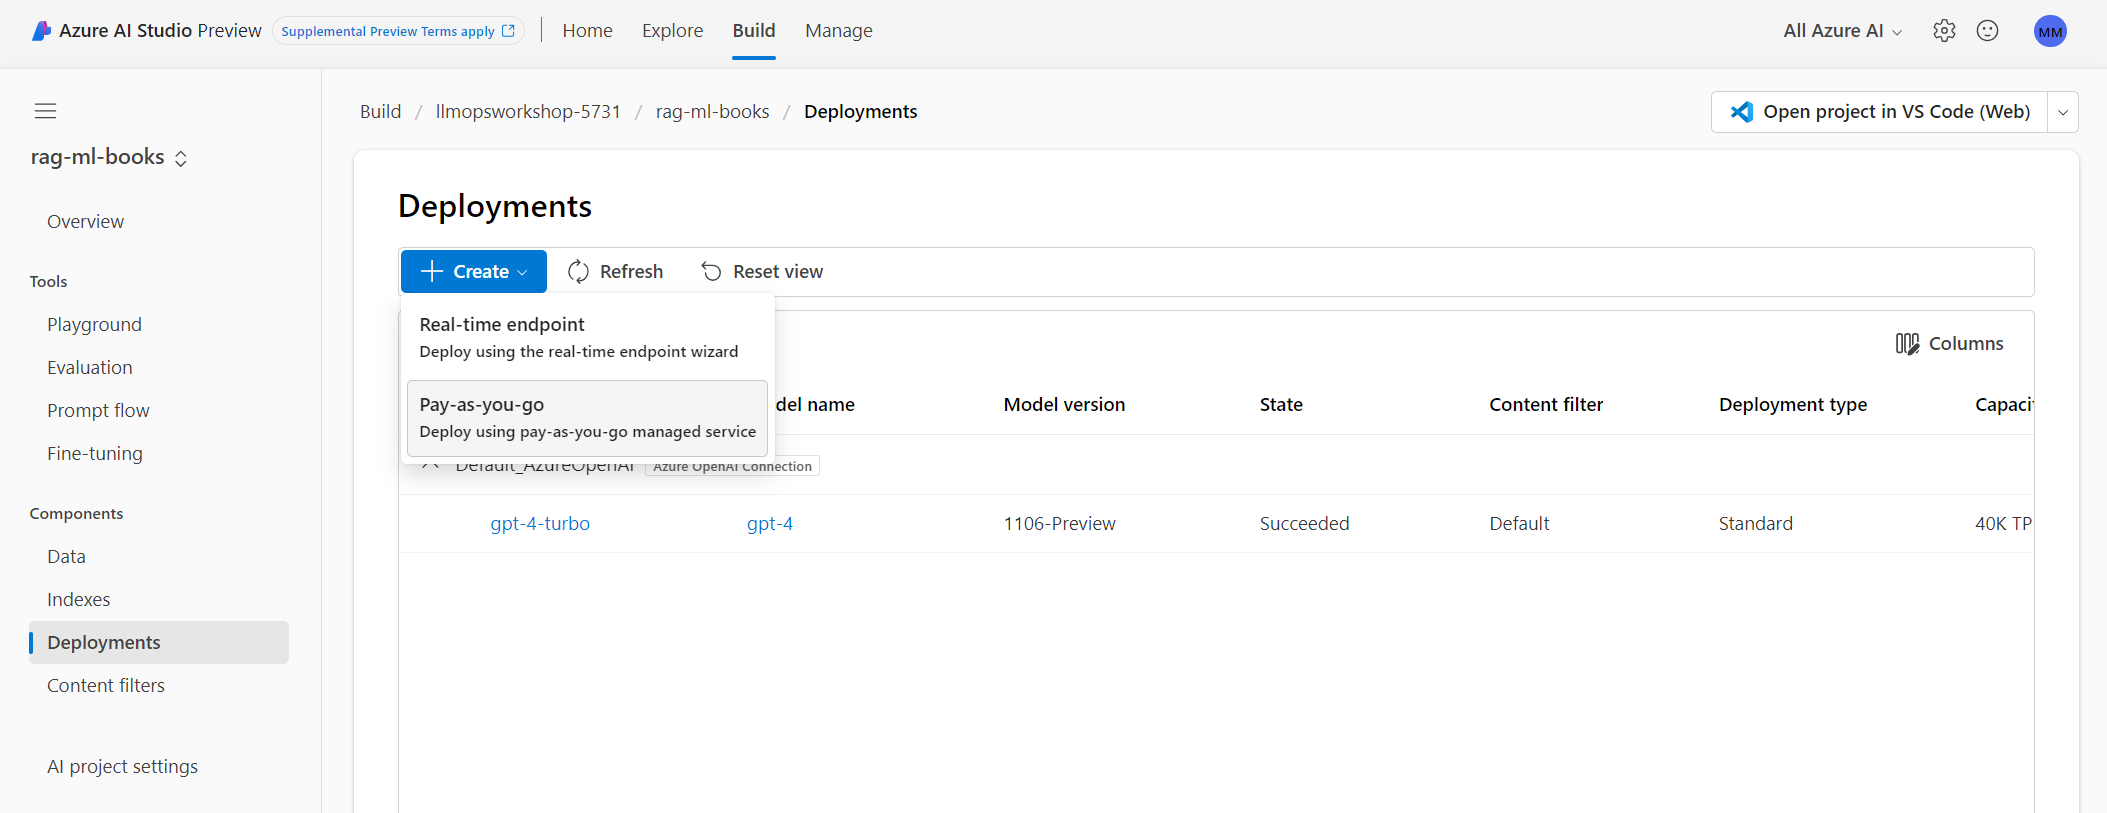 Azure AI Studio Preview Supplemental Preview Terms apply Home Explore Build Manage All Azure AI MM
Build / llmopsworkshop-5731 / rag-ml-books / Deployments Open project in VS Code (Web)
rag-ml-books
Overview
Tools
Playground
Evaluation
Prompt flow
Fine-tuning
Components
Data
Indexes
Deployments
Content filters
AI project settings
Deployments
Create Refresh Reset view
Real-time endpoint
Deploy using the real-time endpoint wizard
Pay-as-you-go
Deploy using pay-as-you-go managed service
Columns
del name Model version State Content filter Deployment type Capaci
Default_AzureOpenAI Azure OpenAI Connection
gpt-4-turbo gpt-4 1106-Preview Succeeded Default Standard 40K TP